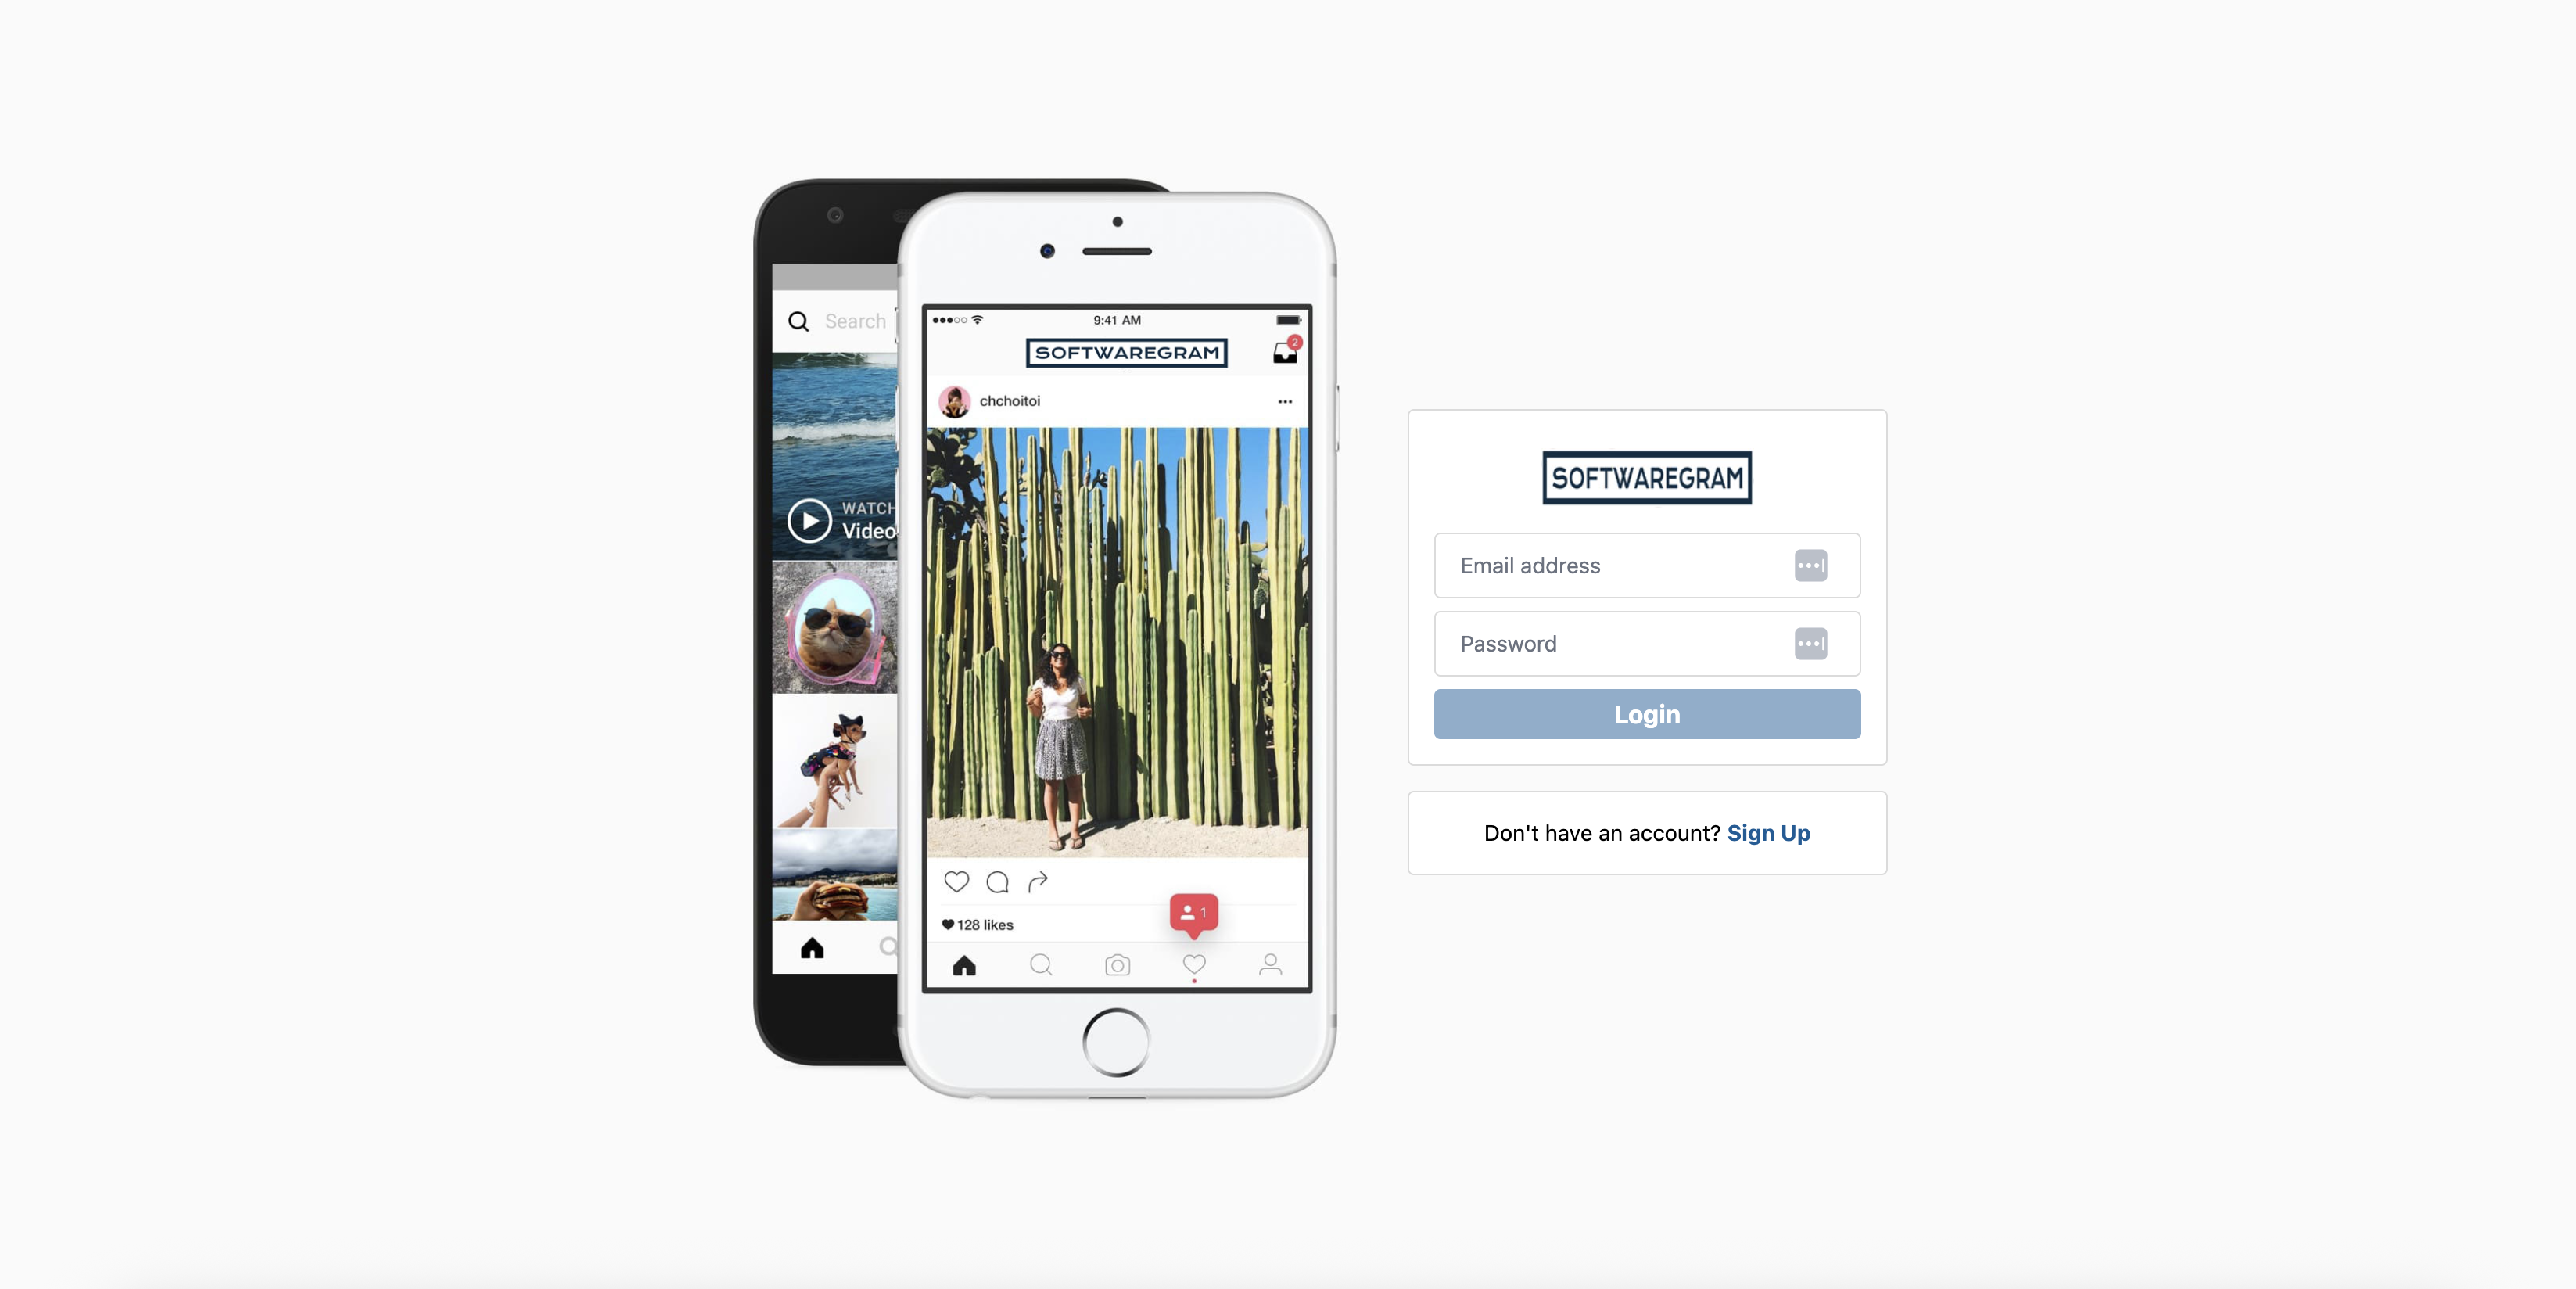 Search
WATCH
Video
9:41 AM
SOFTWAREGRAM
2
chchoitoi
128 likes
1
SOFTWAREGRAM
Email address
Password
Login
Don't have an account? Sign Up